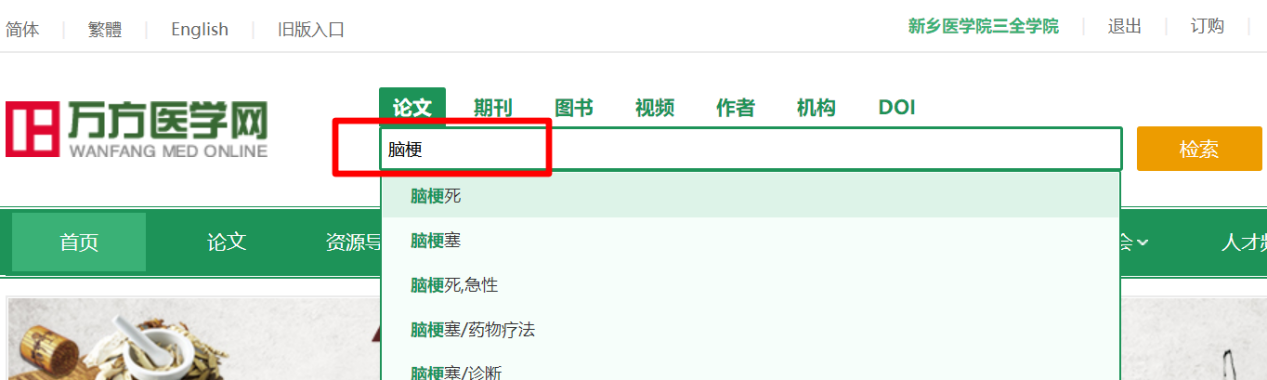 简体 繁體 English 旧版入口 新乡医学院三全学院 退出 订购
万方医学网
WANFANG MED ONLINE
论文 期刊 图书 视频 作者 机构 DOI
脑梗 检索
脑梗死
首页 论文 资源导 会 人才频
脑梗塞
脑梗死,急性
脑梗塞/药物疗法
脑梗塞/诊断